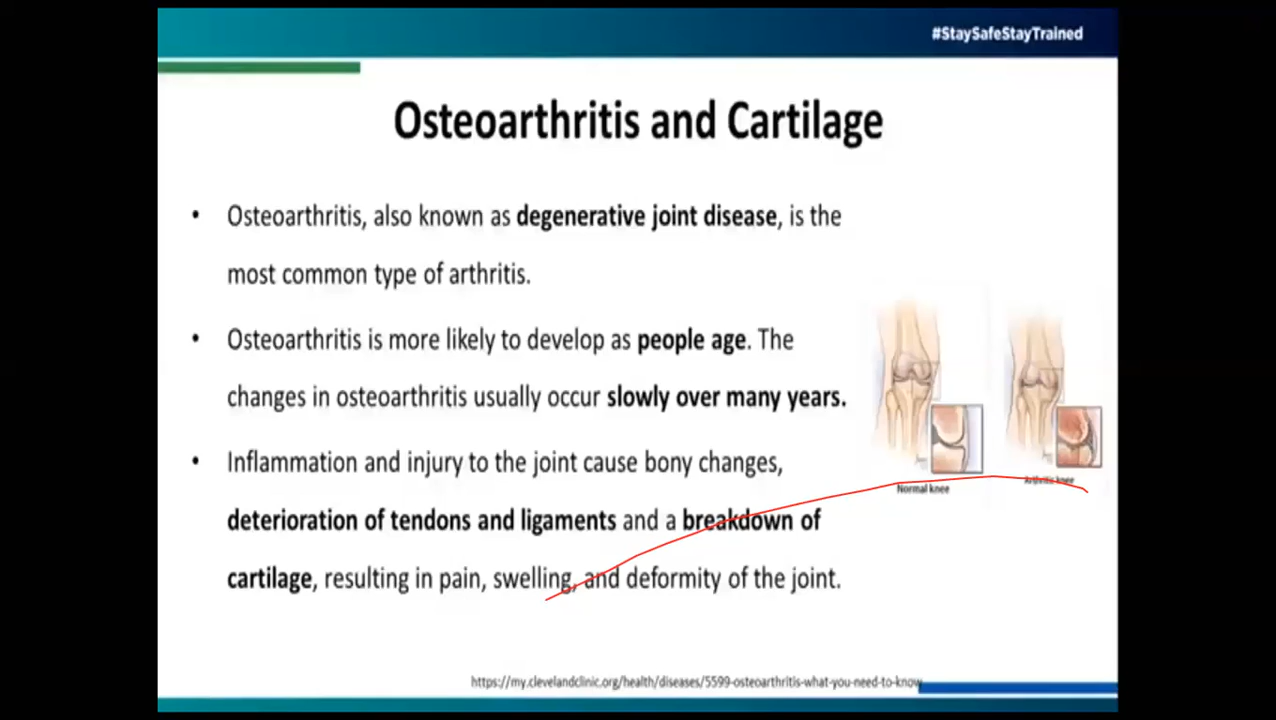 #StaySafeStayTrained
Osteoarthritis and Cartilage
• Osteoarthritis, also known as degenerative joint disease, is the
most common type of arthritis.
• Osteoarthritis is more likely to develop as people age. The
changes in osteoarthritis usually occur slowly over many years.
• Inflammation and injury to the joint cause bony changes,
deterioration of tendons and ligaments and a breakdown of
cartilage, resulting in pain, swelling, and deformity of the joint.
Normal knee
Arthritic knee
https://my.clevelandclinic.org/health/diseases/5599-osteoarthritis-what-you-need-to-know